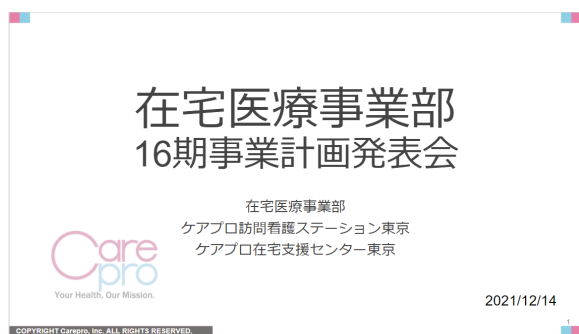 在宅医療事業部
16期事業計画発表会
在宅医療事業部
ケアプロ訪問看護ステーション東京
ケアプロ在宅支援センター東京
Care
pro
Your Health, Our Mission.
2021/12/14
1
COPYRIGHT Carepro, Inc. ALL RIGHTS RESERVED.